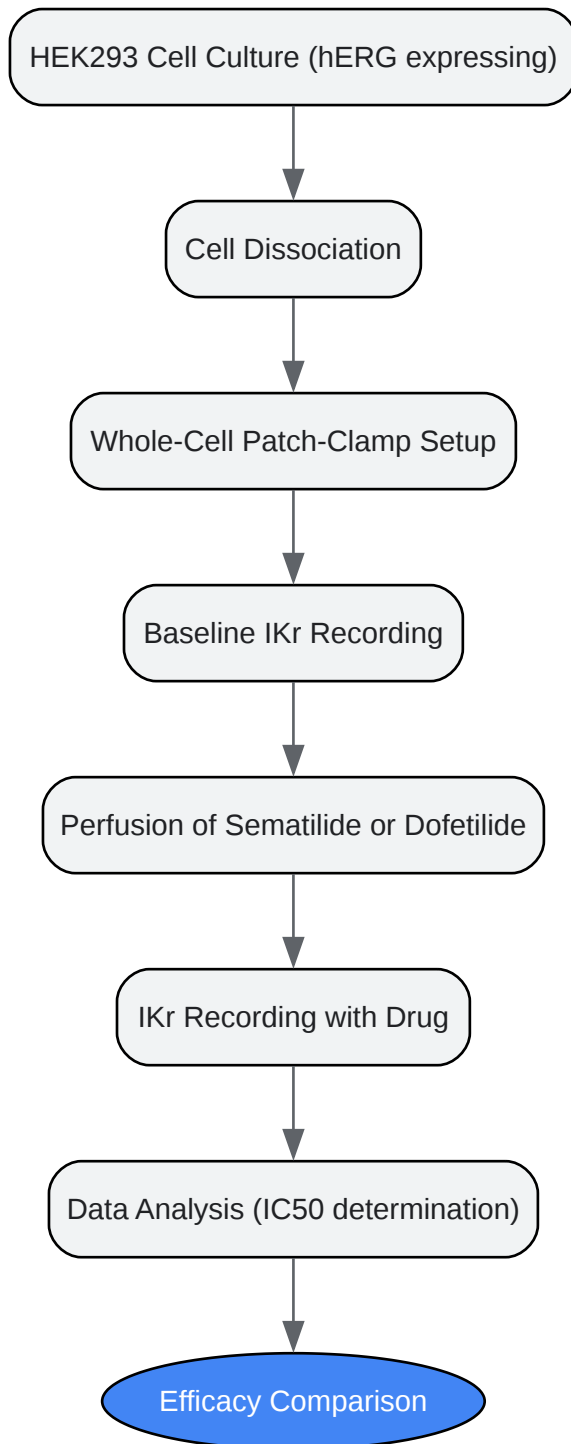 HEK293 Cell Culture (hERG expressing)
Cell Dissociation
Whole-Cell Patch-Clamp Setup
Baseline IKr Recording
Perfusion of Sematilide or Dofetilide
IKr Recording with Drug
Data Analysis (IC50 determination)
Efficacy Comparison